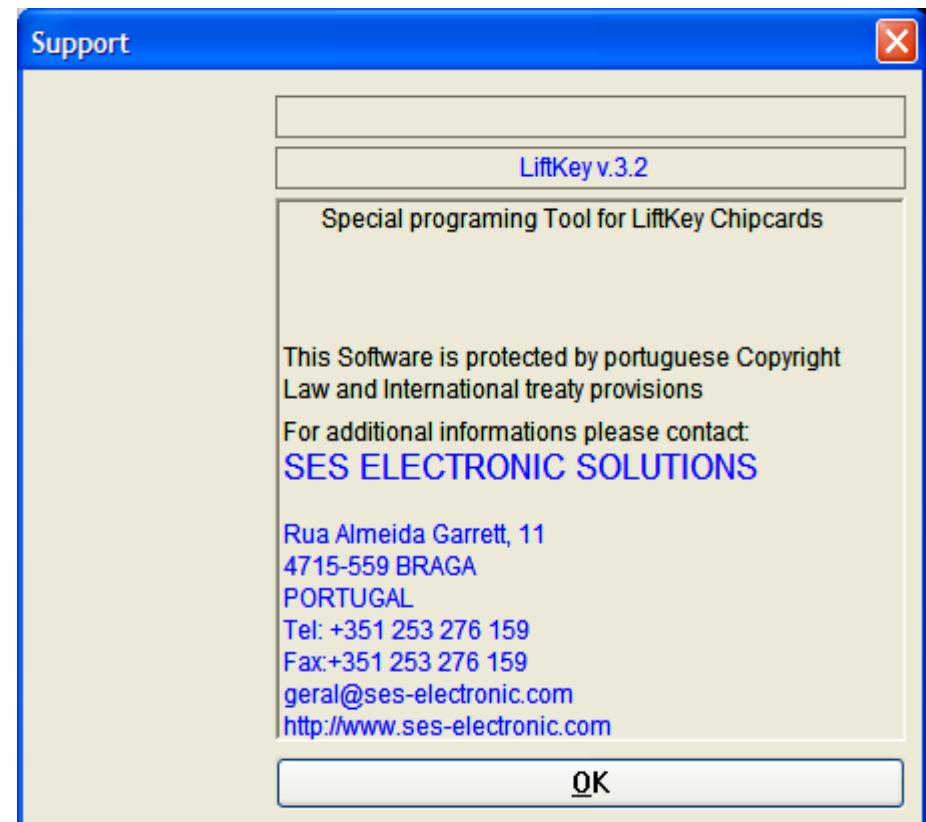 Support
LiftKey v.3.2
Special programing Tool for LiftKey Chipcards
This Software is protected by portuguese Copyright
Law and International treaty provisions
For additional informations please contact:
SES ELECTRONIC SOLUTIONS
Rua Almeida Garrett, 11
4715-559 BRAGA
PORTUGAL
Tel: +351 253 276 159
Fax:+351 253 276 159
geral@ses-electronic.com
http://www.ses-electronic.com
OK